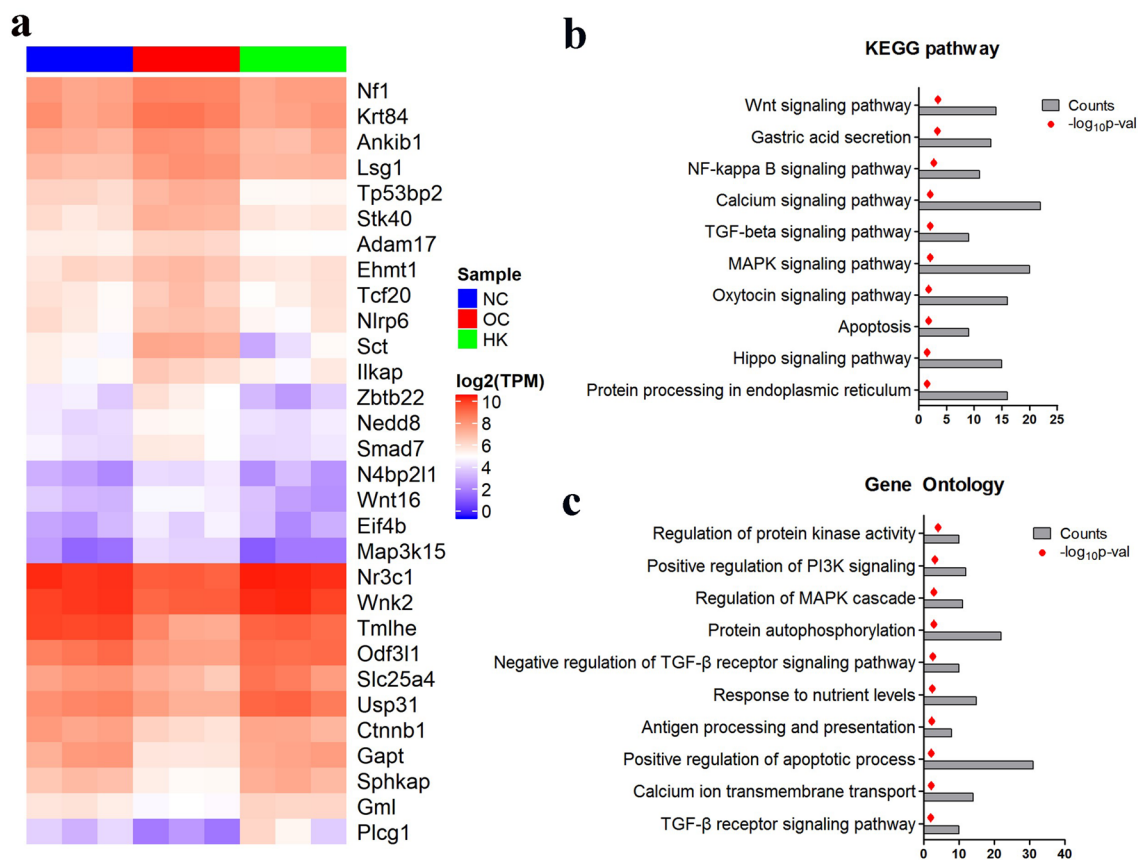 a
Nf1
Krt84
Ankib1
Lsg1
Tp53bp2
Stk40
Adam17
Ehmt1
Tcf20
Nlrp6
Sct
Ilkap
Zbtb22
Nedd8
Smad7
N4bp2l1
Wnt16
Eif4b
Map3k15
Nr3c1
Wnk2
Tmlhe
Odf3l1
Slc25a4
Usp31
Ctnnb1
Gapt
Sphkap
Gml
Plcg1
Sample
NC
OC
HK
log2(TPM)
10
8
6
4
2
0
b
KEGG pathway
Wnt signaling pathway
Gastric acid secretion
NF-kappa B signaling pathway
Calcium signaling pathway
TGF-beta signaling pathway
MAPK signaling pathway
Oxytocin signaling pathway
Apoptosis
Hippo signaling pathway
Protein processing in endoplasmic reticulum
0 5 10 15 20 25
Counts
-log10p-val
c
Gene Ontology
Regulation of protein kinase activity
Positive regulation of PI3K signaling
Regulation of MAPK cascade
Protein autophosphorylation
Negative regulation of TGF-β receptor signaling pathway
Response to nutrient levels
Antigen processing and presentation
Positive regulation of apoptotic process
Calcium ion transmembrane transport
TGF-β receptor signaling pathway
0 10 20 30 40
Counts
-log10p-val